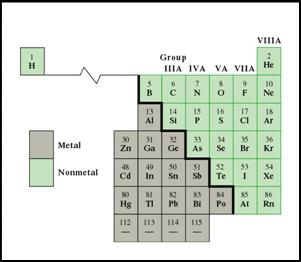 VIIIA
1 2
H He
Group
IIIA IVA VA VIIA
5 6 7 8 9 10
B C N O F Ne
13 14 15 16 17 18
Al Si P S Cl Ar
Metal
30 31 32 33 34 35 36
Zn Ga Ge As Se Br Kr
Nonmetal
48 49 50 51 52 53 54
Cd In Sn Sb Te I Xe
80 81 82 83 84 85 86
Hg Tl Pb Bi Po At Rn
112 113 114 115
— — — —